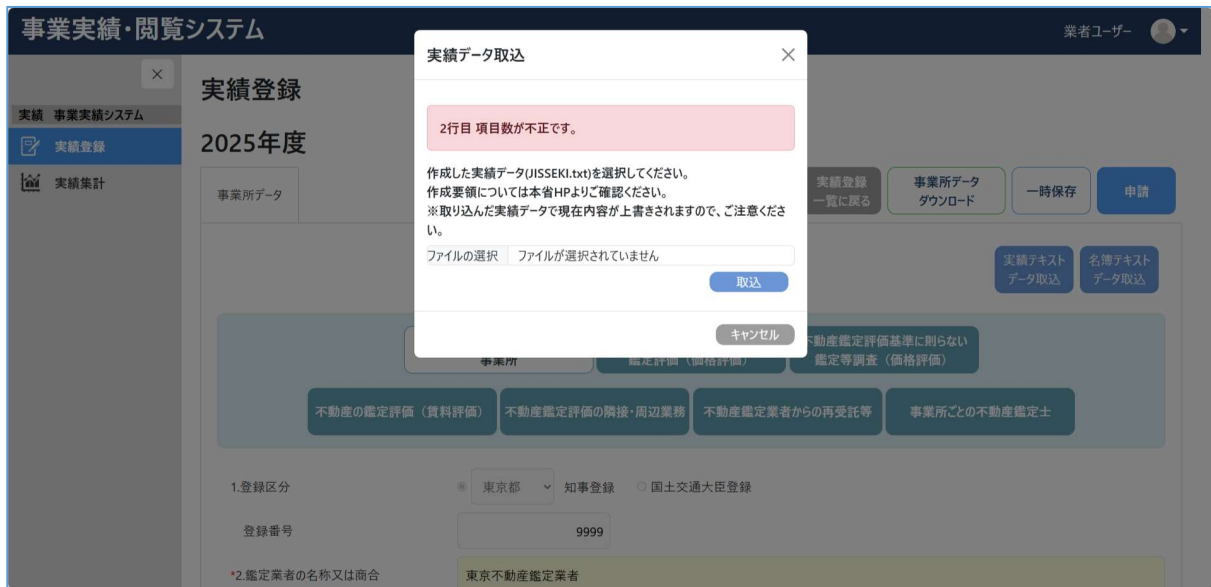 事業実績・閲覧システム
業者ユーザー
実績 事業実績システム
実績登録
実績集計
実績登録
2025年度
事業所データ
実績登録
一覧に戻る
事業所データ
ダウンロード
一時保存
申請
実績テキスト
データ取込
名簿テキスト
データ取込
実績データ取込
2行目 項目数が不正です。
作成した実績データ(JISSEKI.txt)を選択してください。
作成要領については本省HPよりご確認ください。
※取り込んだ実績データで現在内容が上書きされますので、ご注意くださ
い。
ファイルの選択 ファイルが選択されていません
取込
キャンセル
事業所
鑑定評価（価格評価）
不動産鑑定評価基準に則らない
鑑定等調査（価格評価）
不動産の鑑定評価（賃料評価）
不動産鑑定評価の隣接・周辺業務
不動産鑑定業者からの再受託等
事業所ごとの不動産鑑定士
1.登録区分
東京都
知事登録
国土交通大臣登録
登録番号
9999
*2.鑑定業者の名称又は商合
東京不動産鑑定業者